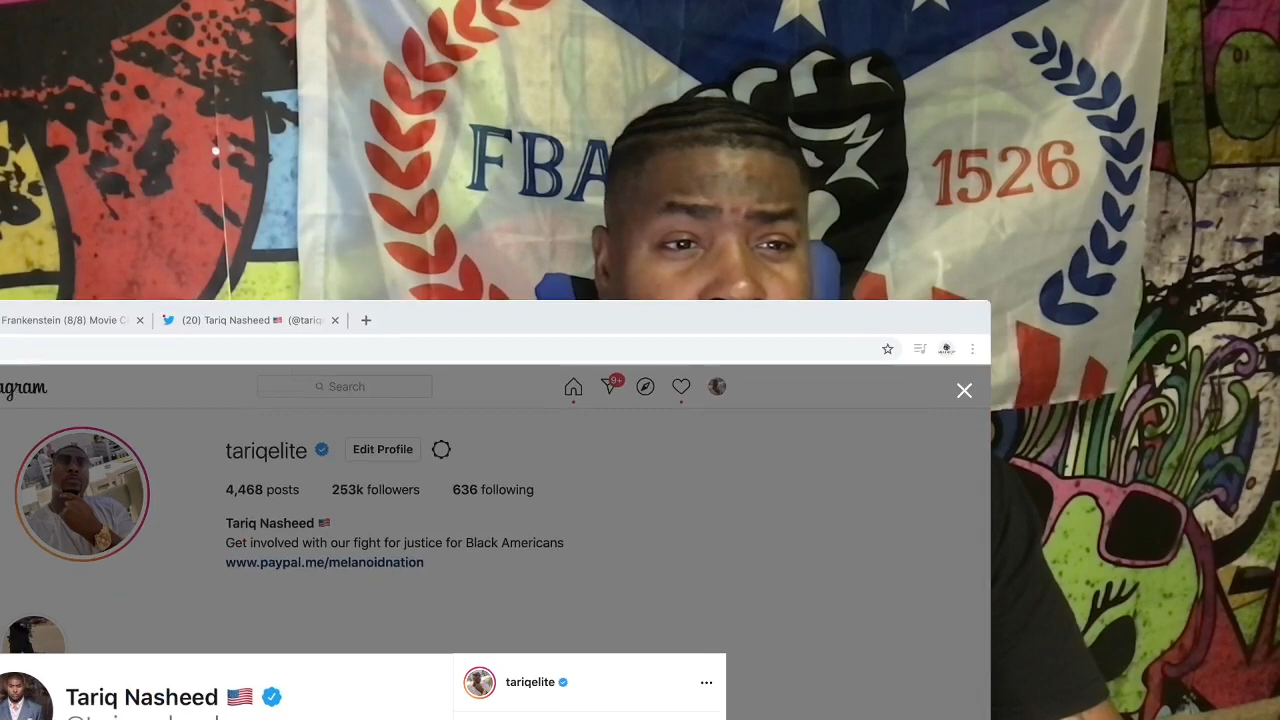 FBA
1526
Frankenstein (8/8) Movie C
(20) Tariq Nasheed 🇺🇸 (@tariq
agram
Search
9+
tariqelite
Edit Profile
4,468 posts 253k followers 636 following
Tariq Nasheed 🇺🇸
Get involved with our fight for justice for Black Americans
www.paypal.me/melanoidnation
Tariq Nasheed 🇺🇸
tariqelite